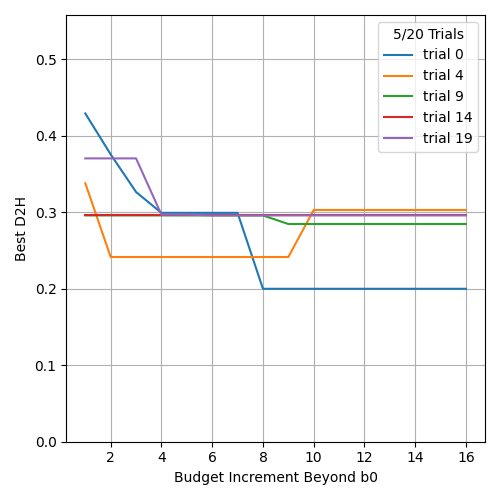 5/20 Trials
trial 0
trial 4
trial 9
trial 14
trial 19
0.5
0.4
0.3
0.2
0.1
0.0
Best D2H
2 4 6 8 10 12 14 16
Budget Increment Beyond b0